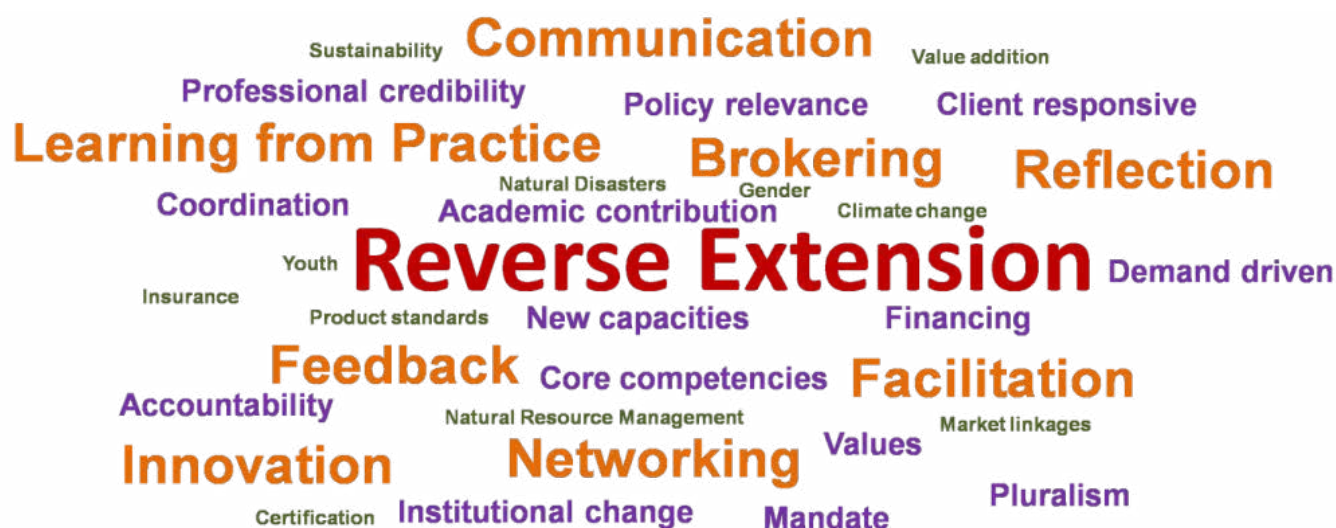 Communication
Sustainability
Value addition
Professional credibility
Policy relevance
Client responsive
Learning from Practice
Brokering
Reflection
Natural Disasters
Gender
Coordination
Academic contribution
Climate change
Youth
Reverse Extension
Demand driven
Insurance
Product standards
New capacities
Financing
Feedback
Core competencies
Facilitation
Accountability
Natural Resource Management
Market linkages
Innovation
Networking
Values
Pluralism
Certification
Institutional change
Mandate